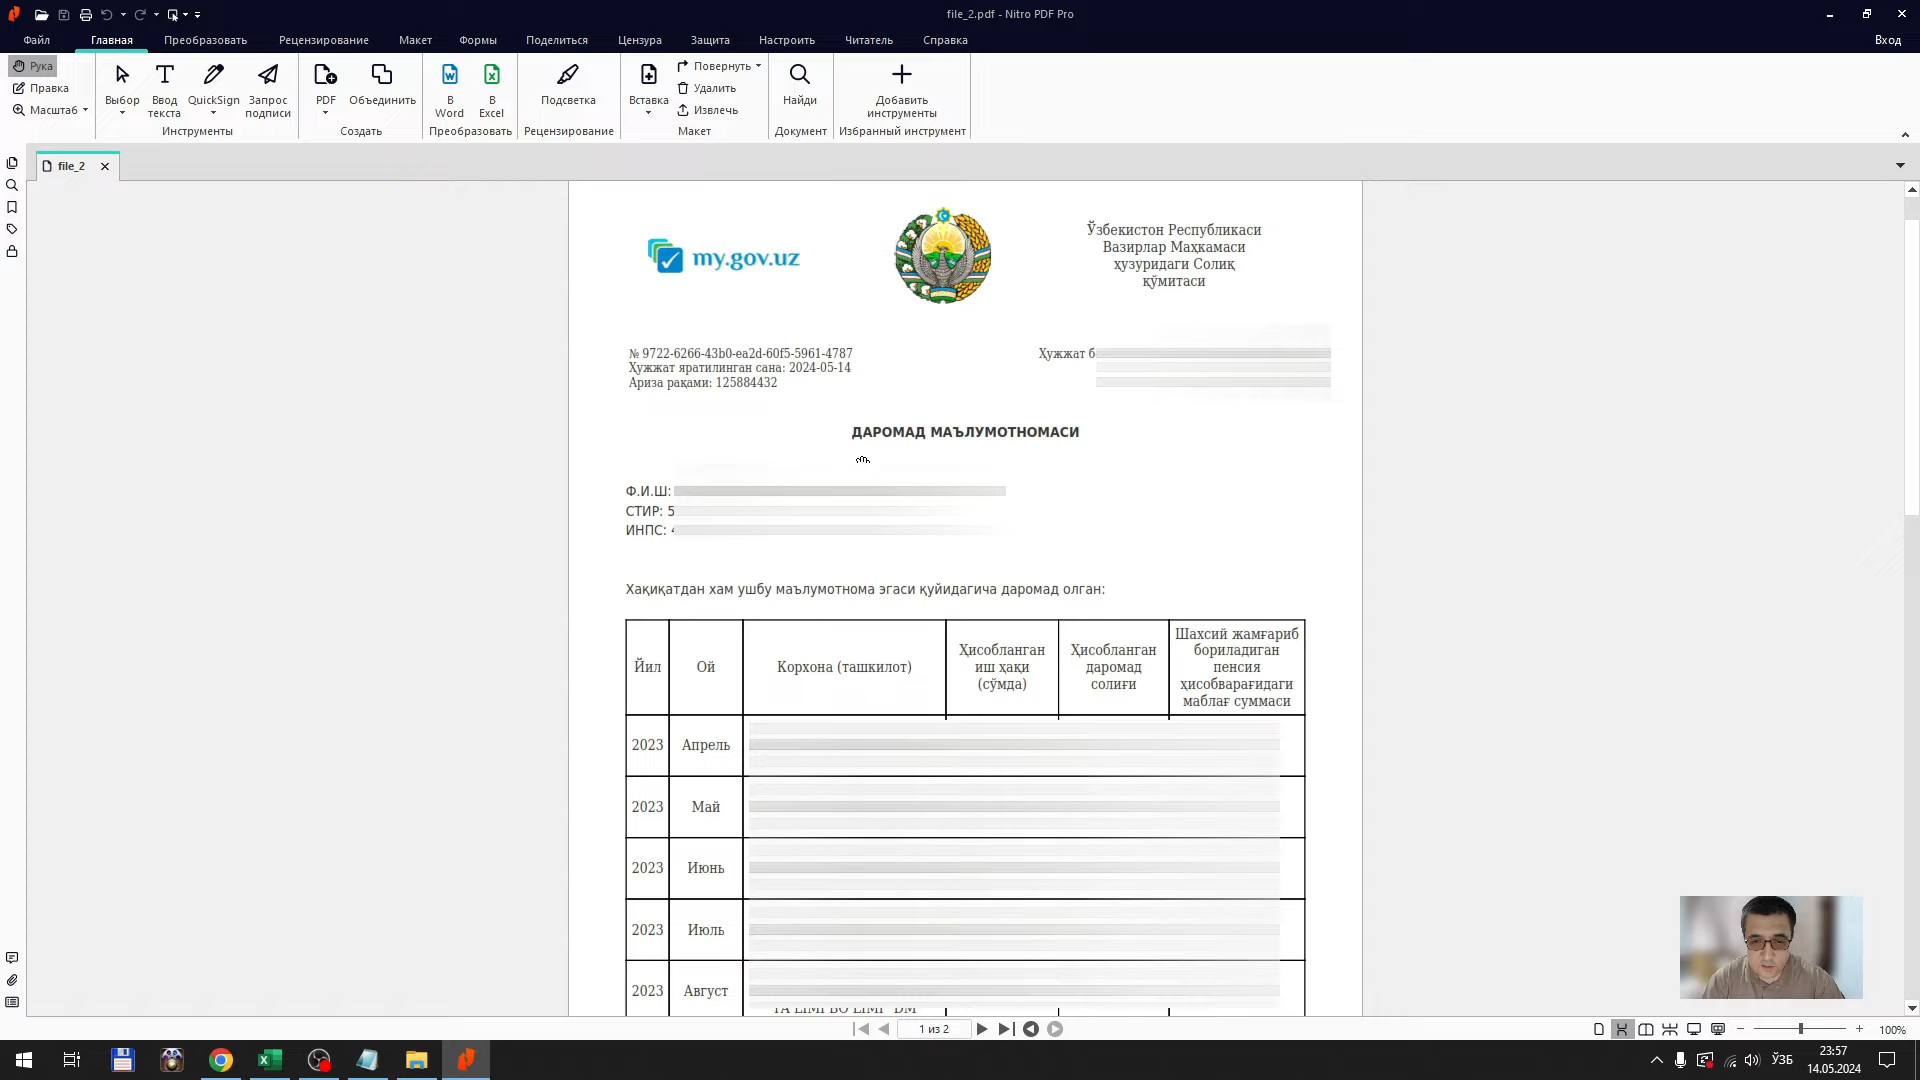 file_2.pdf - Nitro PDF Pro
Файл
Главная
Преобразовать
Рецензирование
Макет
Формы
Поделиться
Цензура
Защита
Настроить
Читатель
Справка
Вход
Рука
Правка
Масштаб
Выбор
Ввод
текста
QuickSign
Запрос
подписи
Инструменты
PDF
Объединить
Создать
В
Word
В
Excel
Преобразовать
Подсветка
Рецензирование
Вставка
Повернуть
Удалить
Извлечь
Макет
Найди
Документ
Добавить
инструменты
Избранный инструмент
file_2
my.gov.uz
Ўзбекистон Республикаси
Вазирлар Маҳкамаси
ҳузуридаги Солиқ
қўмитаси
№ 9722-6266-43b0-ea2d-60f5-5961-4787
Ҳужжат яратилинган сана: 2024-05-14
Ариза рақами: 125884432
Ҳужжат б
ДАРОМАД МАЪЛУМОТНОМАСИ
Ф.И.Ш:
СТИР: 5
ИНПС:
Хақиқатдан хам ушбу маълумотнома эгаси қуйидагича даромад олган:
Йил
Ой
Корхона (ташкилот)
Ҳисобланган
иш ҳақи
(сўмда)
Ҳисобланган
даромад
солиғи
Шахсий жамғариб
бориладиган
пенсия
ҳисобварағидаги
маблағ суммаси
2023 Апрель
2023 Май
2023 Июнь
2023 Июль
2023 Август
1 из 2
100%
ЎЗБ
23:57
14.05.2024